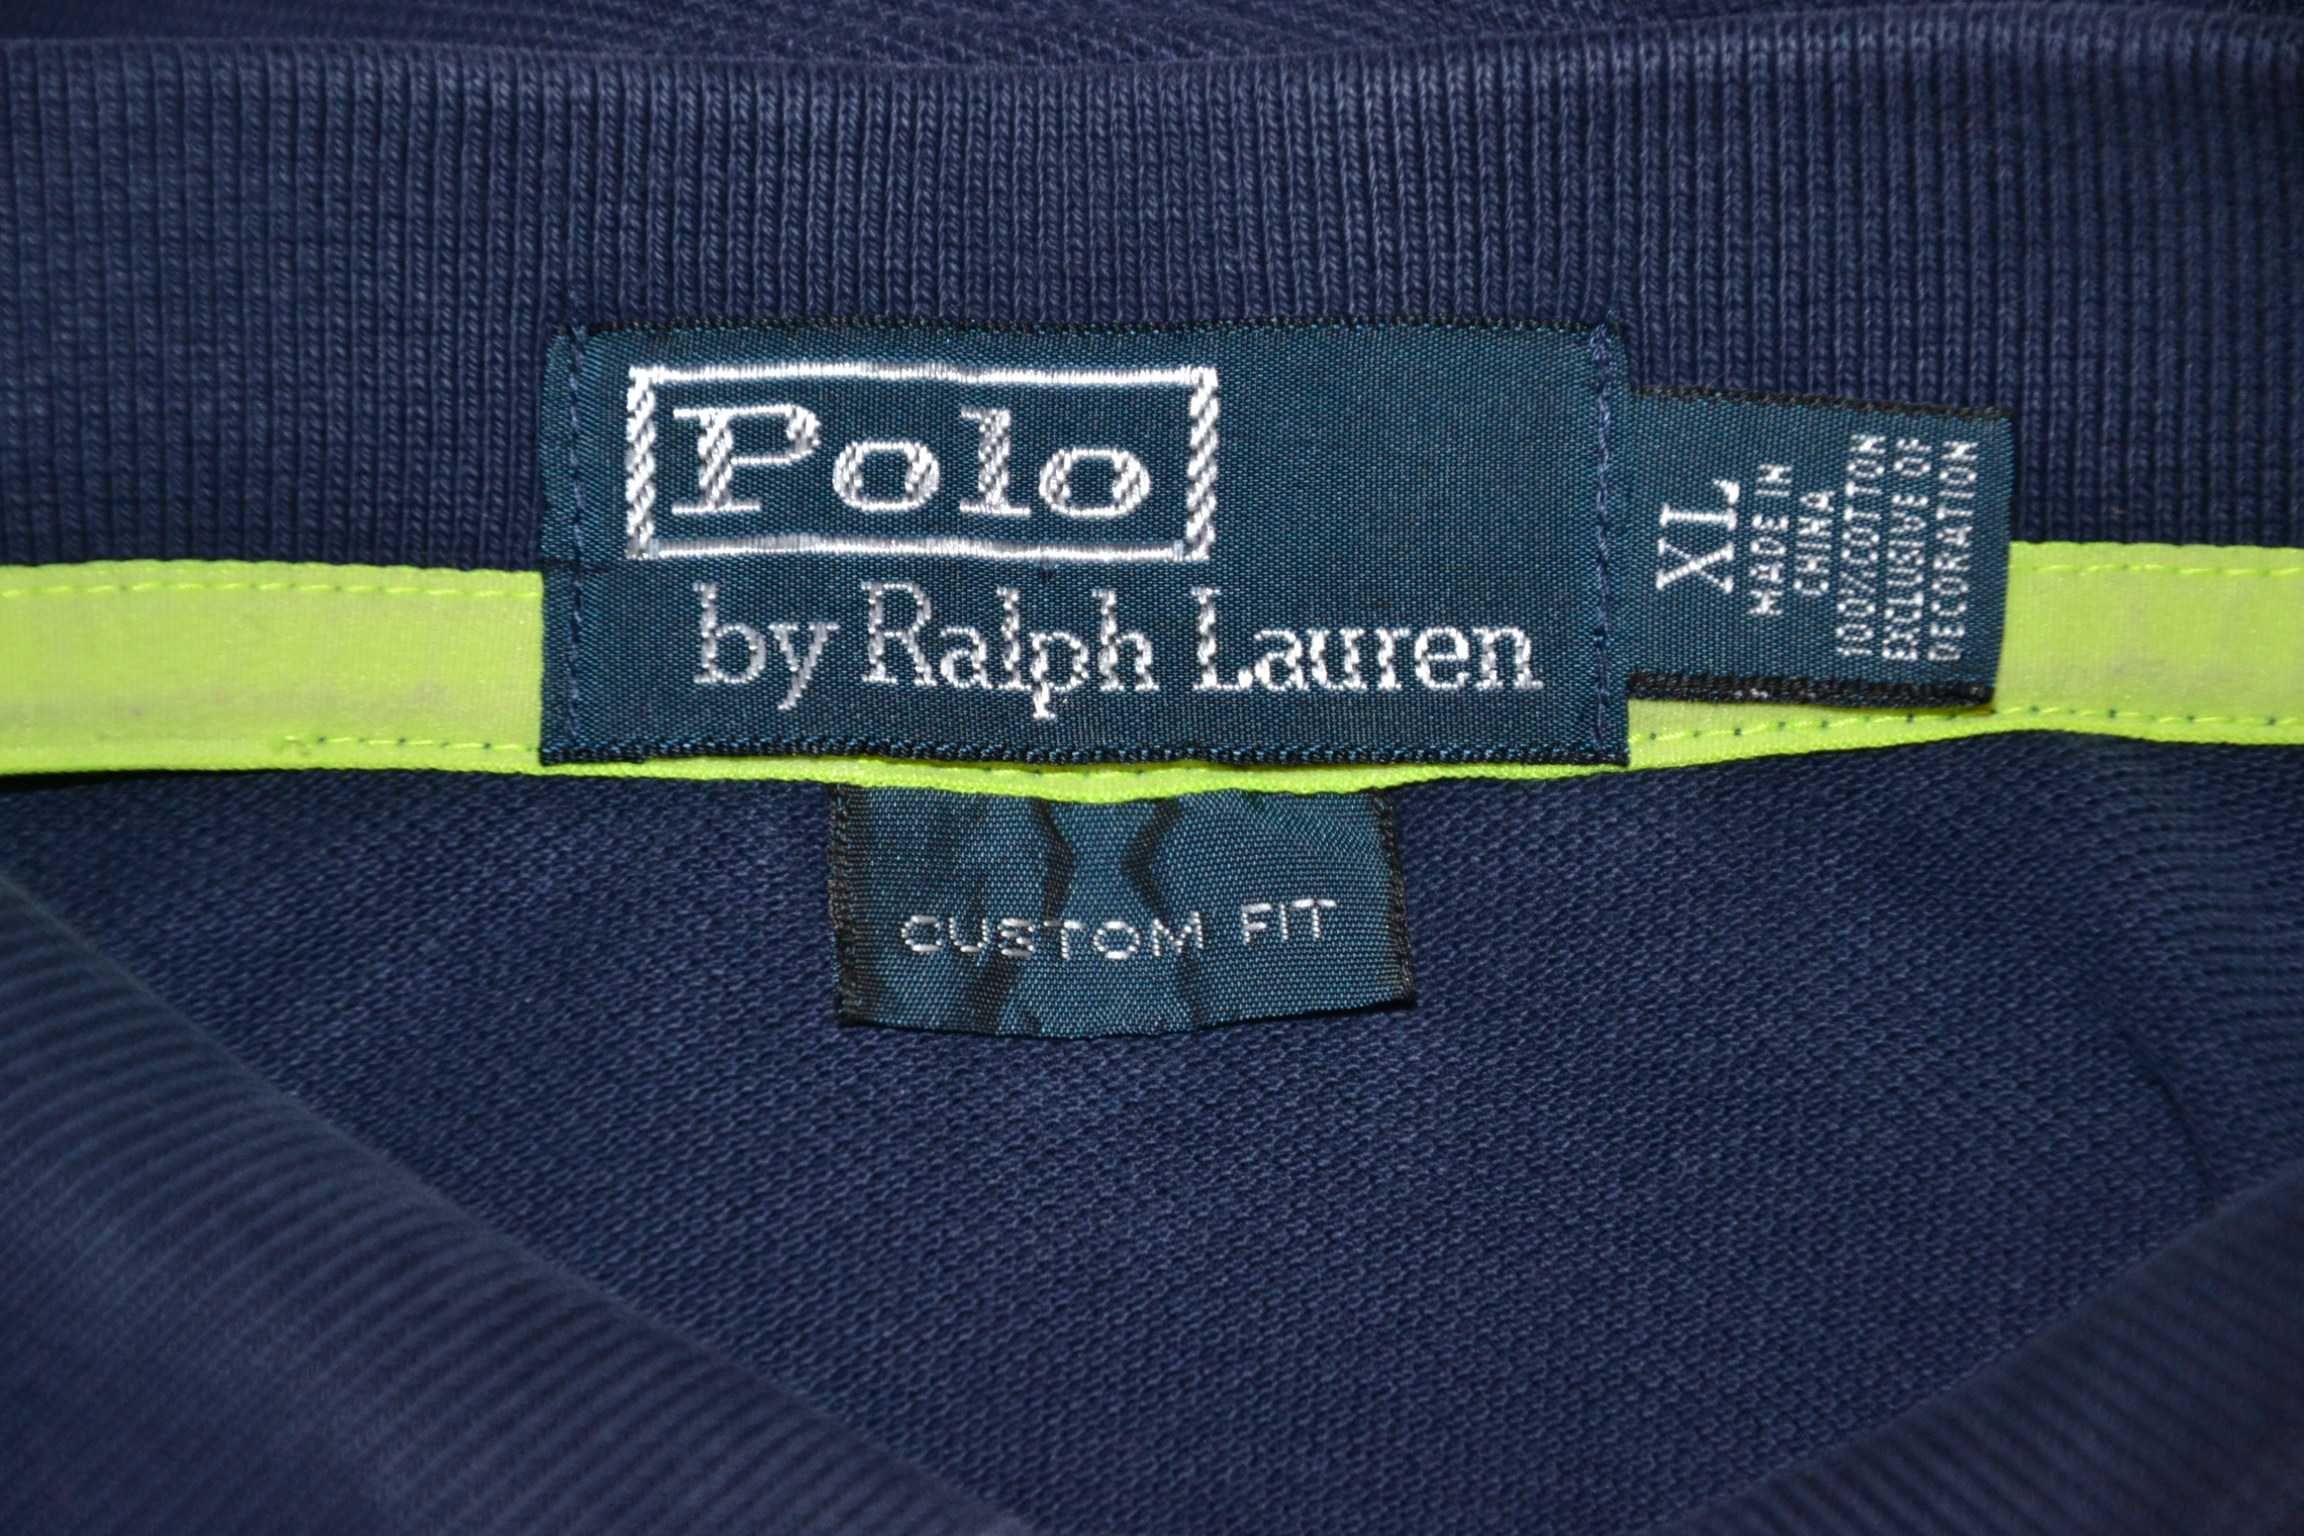 Polo
by Ralph Lauren
XL
MADE IN
CHINA
100% COTTON
EXCLUSIVE OF
DECORATION
CUSTOM FIT